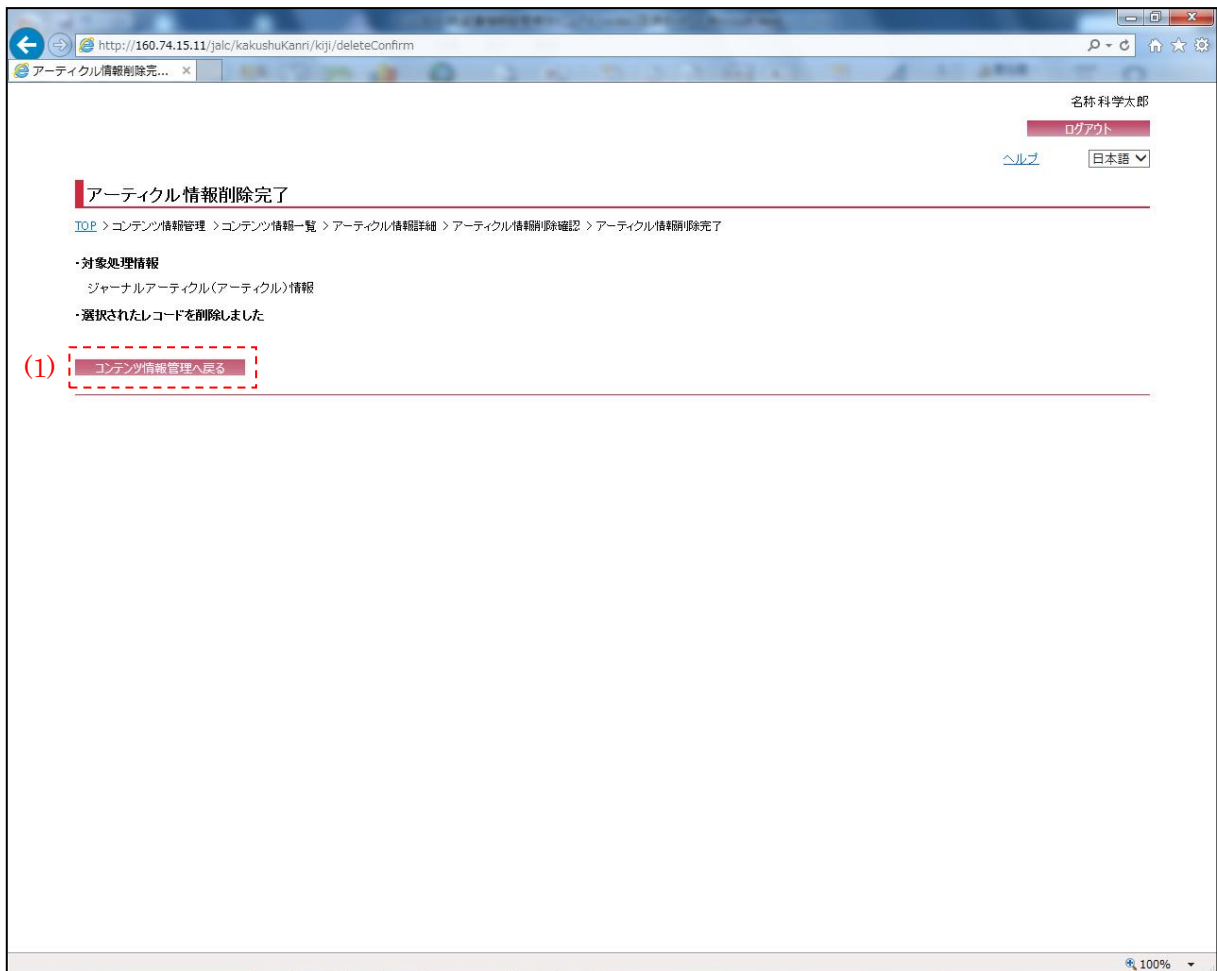 http://160.74.15.11/jalc/kakushuKanri/kiji/deleteConfirm
アーティクル情報削除完... ×
名称 科学太郎
ログアウト
ヘルプ 日本語
アーティクル情報削除完了
TOP > コンテンツ情報管理 > コンテンツ情報一覧 > アーティクル情報詳細 > アーティクル情報削除確認 > アーティクル情報削除完了
・対象処理情報
ジャーナルアーティクル(アーティクル)情報
・選択されたレコードを削除しました
(1) コンテンツ情報管理へ戻る
100%